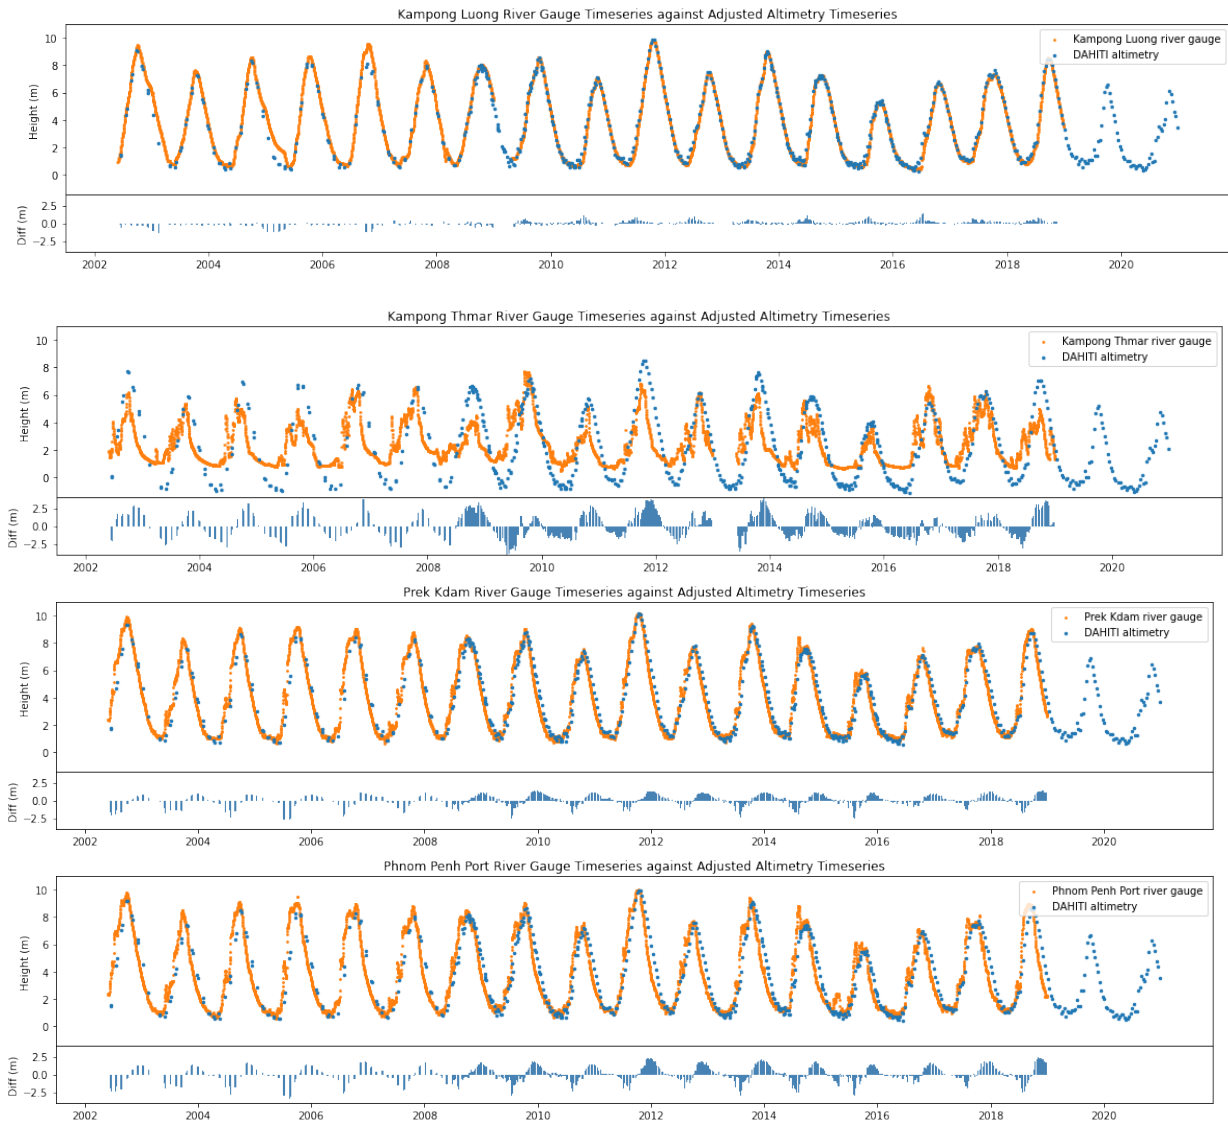 Kampong Luong River Gauge Timeseries against Adjusted Altimetry Timeseries
Kampong Luong river gauge
DAHITI altimetry
Height (m)
10
8
6
4
2
0
Diff (m)
2.5
0.0
−2.5
2002 2004 2006 2008 2010 2012 2014 2016 2018 2020
Kampong Thmar River Gauge Timeseries against Adjusted Altimetry Timeseries
Kampong Thmar river gauge
DAHITI altimetry
Height (m)
10
8
6
4
2
0
Diff (m)
2.5
0.0
−2.5
2002 2004 2006 2008 2010 2012 2014 2016 2018 2020
Prek Kdam River Gauge Timeseries against Adjusted Altimetry Timeseries
Prek Kdam river gauge
DAHITI altimetry
Height (m)
10
8
6
4
2
0
Diff (m)
2.5
0.0
−2.5
2002 2004 2006 2008 2010 2012 2014 2016 2018 2020
Phnom Penh Port River Gauge Timeseries against Adjusted Altimetry Timeseries
Phnom Penh Port river gauge
DAHITI altimetry
Height (m)
10
8
6
4
2
0
Diff (m)
2.5
0.0
−2.5
2002 2004 2006 2008 2010 2012 2014 2016 2018 2020